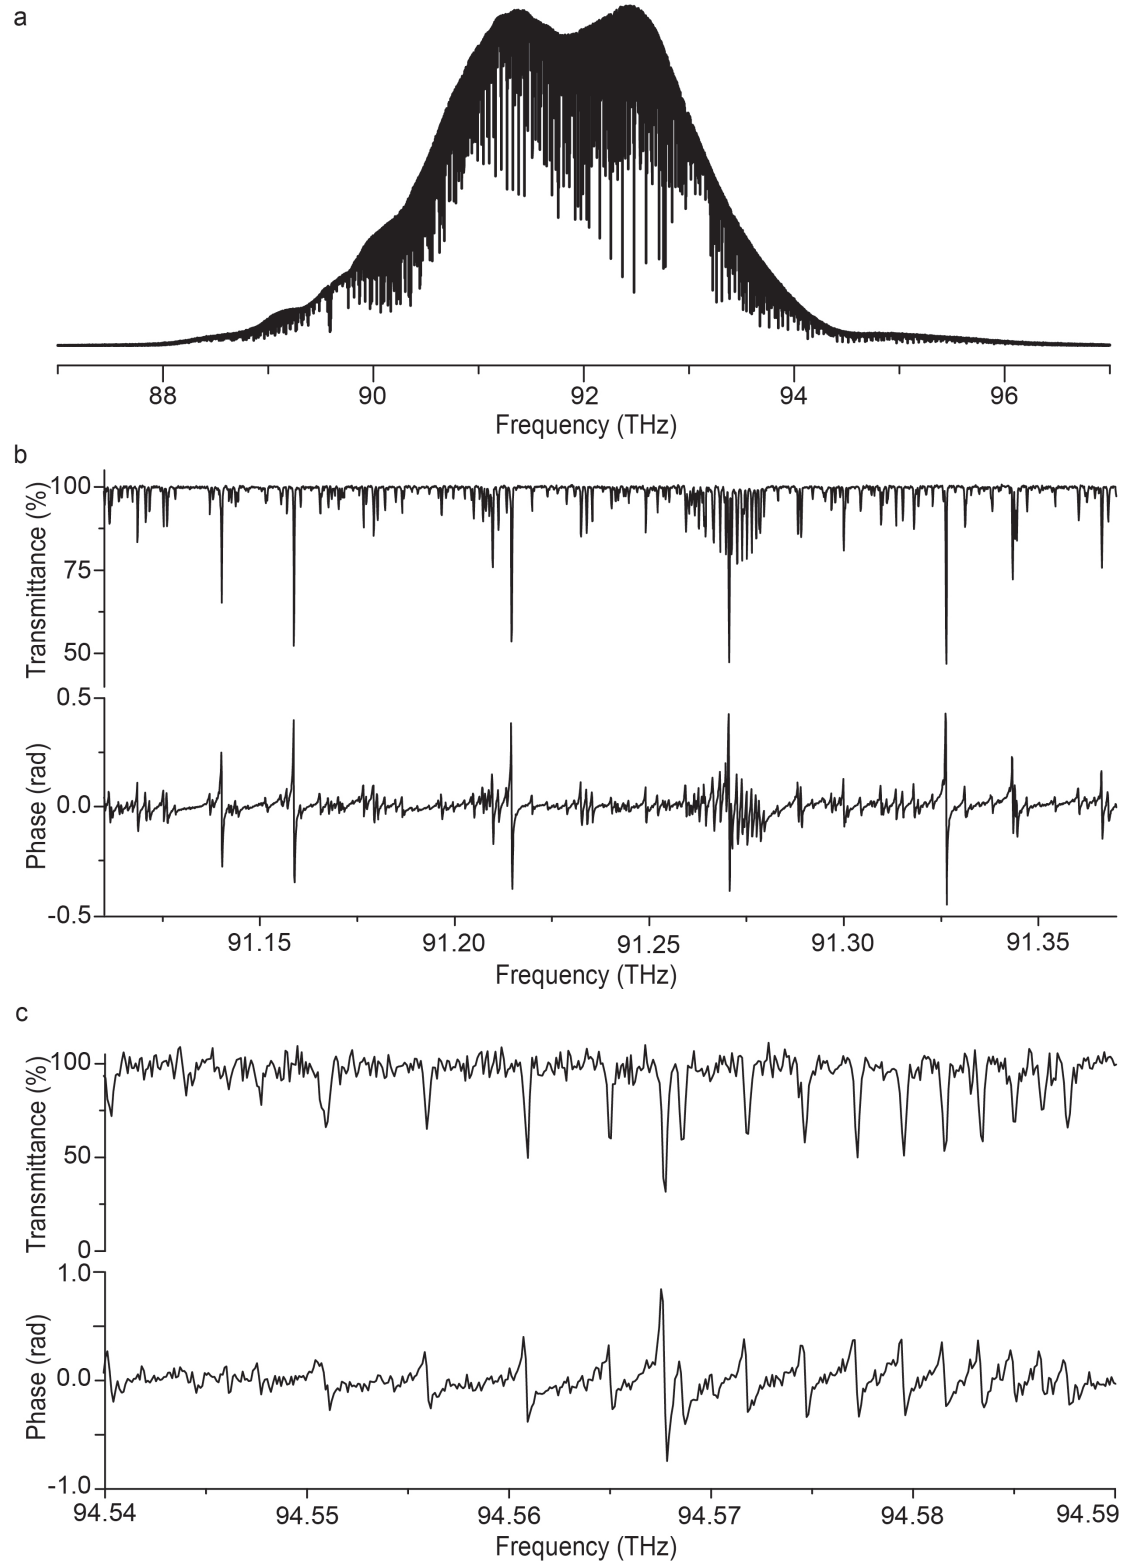 a
88 90 92 94 96
Frequency (THz)
b
100
75
50
Transmittance (%)
0.5
0.0
-0.5
Phase (rad)
91.15 91.20 91.25 91.30 91.35
Frequency (THz)
c
100
50
0
Transmittance (%)
1.0
0.0
-1.0
Phase (rad)
94.54 94.55 94.56 94.57 94.58 94.59
Frequency (THz)